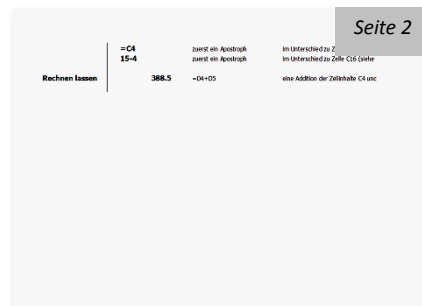 Seite 2
=C4 zuerst ein Apostroph im Unterschied zu Z
15-4 zuerst ein Apostroph im Unterschied zu Zelle C16 (siehe
Rechnen lassen 388.5 =D4+D5 eine Addition der Zellinhalte C4 unc